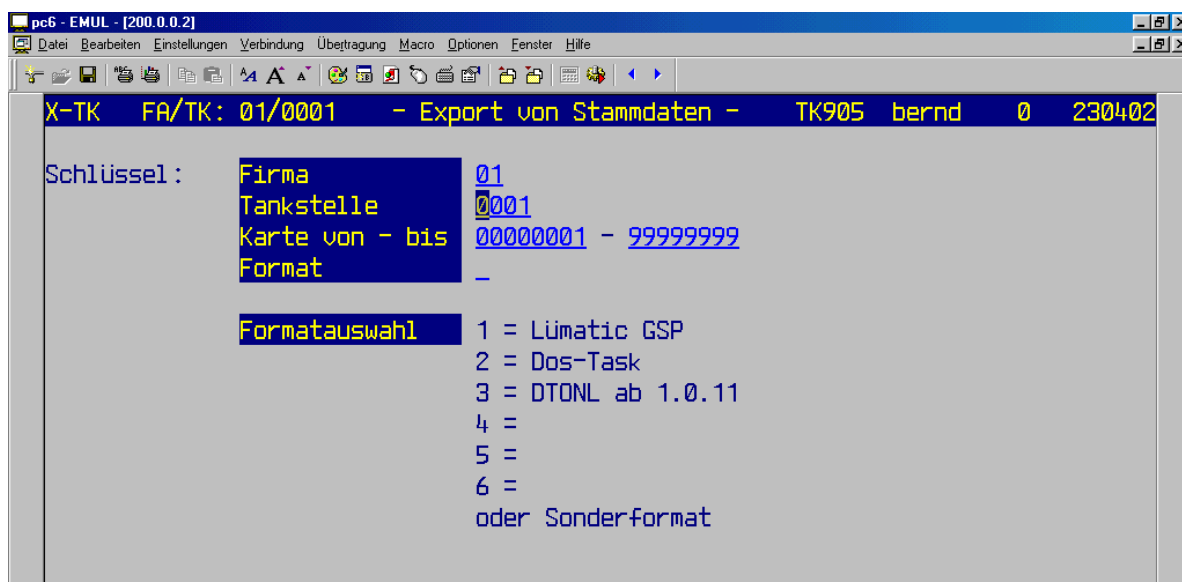 pc6 - EMUL - [200.0.0.2]
Datei Bearbeiten Einstellungen Verbindung Übertragung Macro Optionen Fenster Hilfe
X-TK FA/TK: 01/0001 - Export von Stammdaten - TK905 bernd 0 230402
Schlüssel: Firma 01
Tankstelle 0001
Karte von - bis 00000001 - 99999999
Format _
Formatauswahl 1 = Lümatic GSP
2 = Dos-Task
3 = DTONL ab 1.0.11
4 =
5 =
6 =
oder Sonderformat